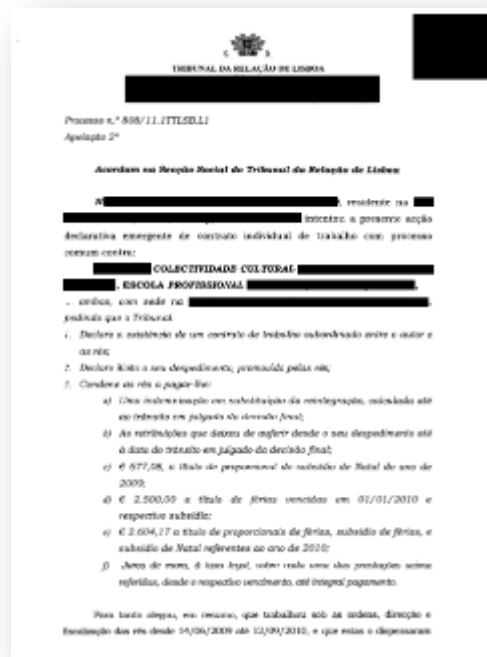 S. R.
TRIBUNAL DA RELAÇÃO DE LISBOA
Processo n.º 808/11.1TTLSB.L1
Apelação 2ª
Acordam na Secção Social do Tribunal da Relação de Lisboa:
N , residente na
intentou a presente acção
declarativa emergente de contrato individual de trabalho com processo
comum contra:
COLECTIVIDADE CULTURAL
, ESCOLA PROFISSIONAL ,
... ambas, com sede na ,
pedindo que o Tribunal:
1. Declare a existência de um contrato de trabalho subordinado entre o autor e
as rés;
2. Declare ilícito o seu despedimento, promovido pelas rés;
3. Condene as rés a pagar-lhe:
a) Uma indemnização em substituição da reintegração, calculada até
ao trânsito em julgado da decisão final;
b) As retribuições que deixou de auferir desde o seu despedimento até
à data do trânsito em julgado da decisão final;
c) € 677,08, a título de proporcional do subsídio de Natal do ano de
2009;
d) € 2.500,00 a título de férias vencidas em 01/01/2010 e
respectivo subsídio;
e) € 2.604,17 a título de proporcionais de férias, subsídio de férias, e
subsídio de Natal referentes ao ano de 2010;
f) Juros de mora, à taxa legal, sobre cada uma das prestações acima
referidas, desde o respectivo vencimento, até integral pagamento.
Para tanto alegou, em resumo, que trabalhou sob as ordens, direcção e
fiscalização das rés desde 14/06/2009 até 12/09/2010, e que estas o dispensaram